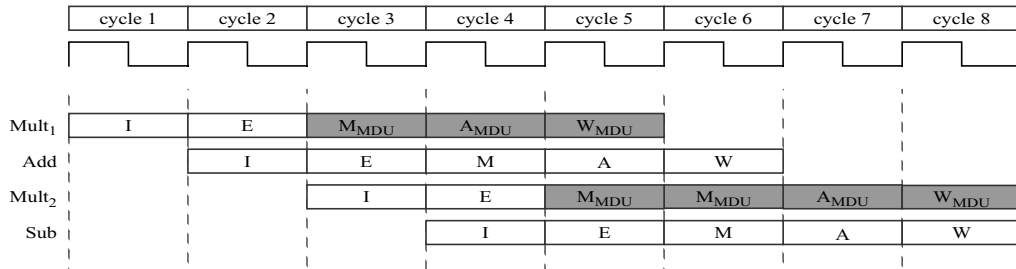 cycle 1 cycle 2 cycle 3 cycle 4 cycle 5 cycle 6 cycle 7 cycle 8
Mult1 I E MMDU AMDU WMDU
Add I E M A W
Mult2 I E MMDU MMDU AMDU WMDU
Sub I E M A W